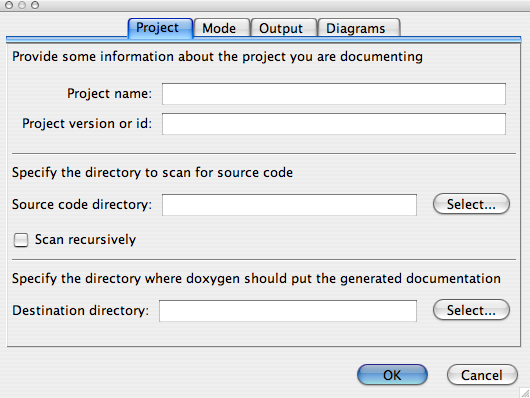 Project Mode Output Diagrams
Provide some information about the project you are documenting
Project name:
Project version or id:
Specify the directory to scan for source code
Source code directory: Select...
Scan recursively
Specify the directory where doxygen should put the generated documentation
Destination directory: Select...
OK Cancel